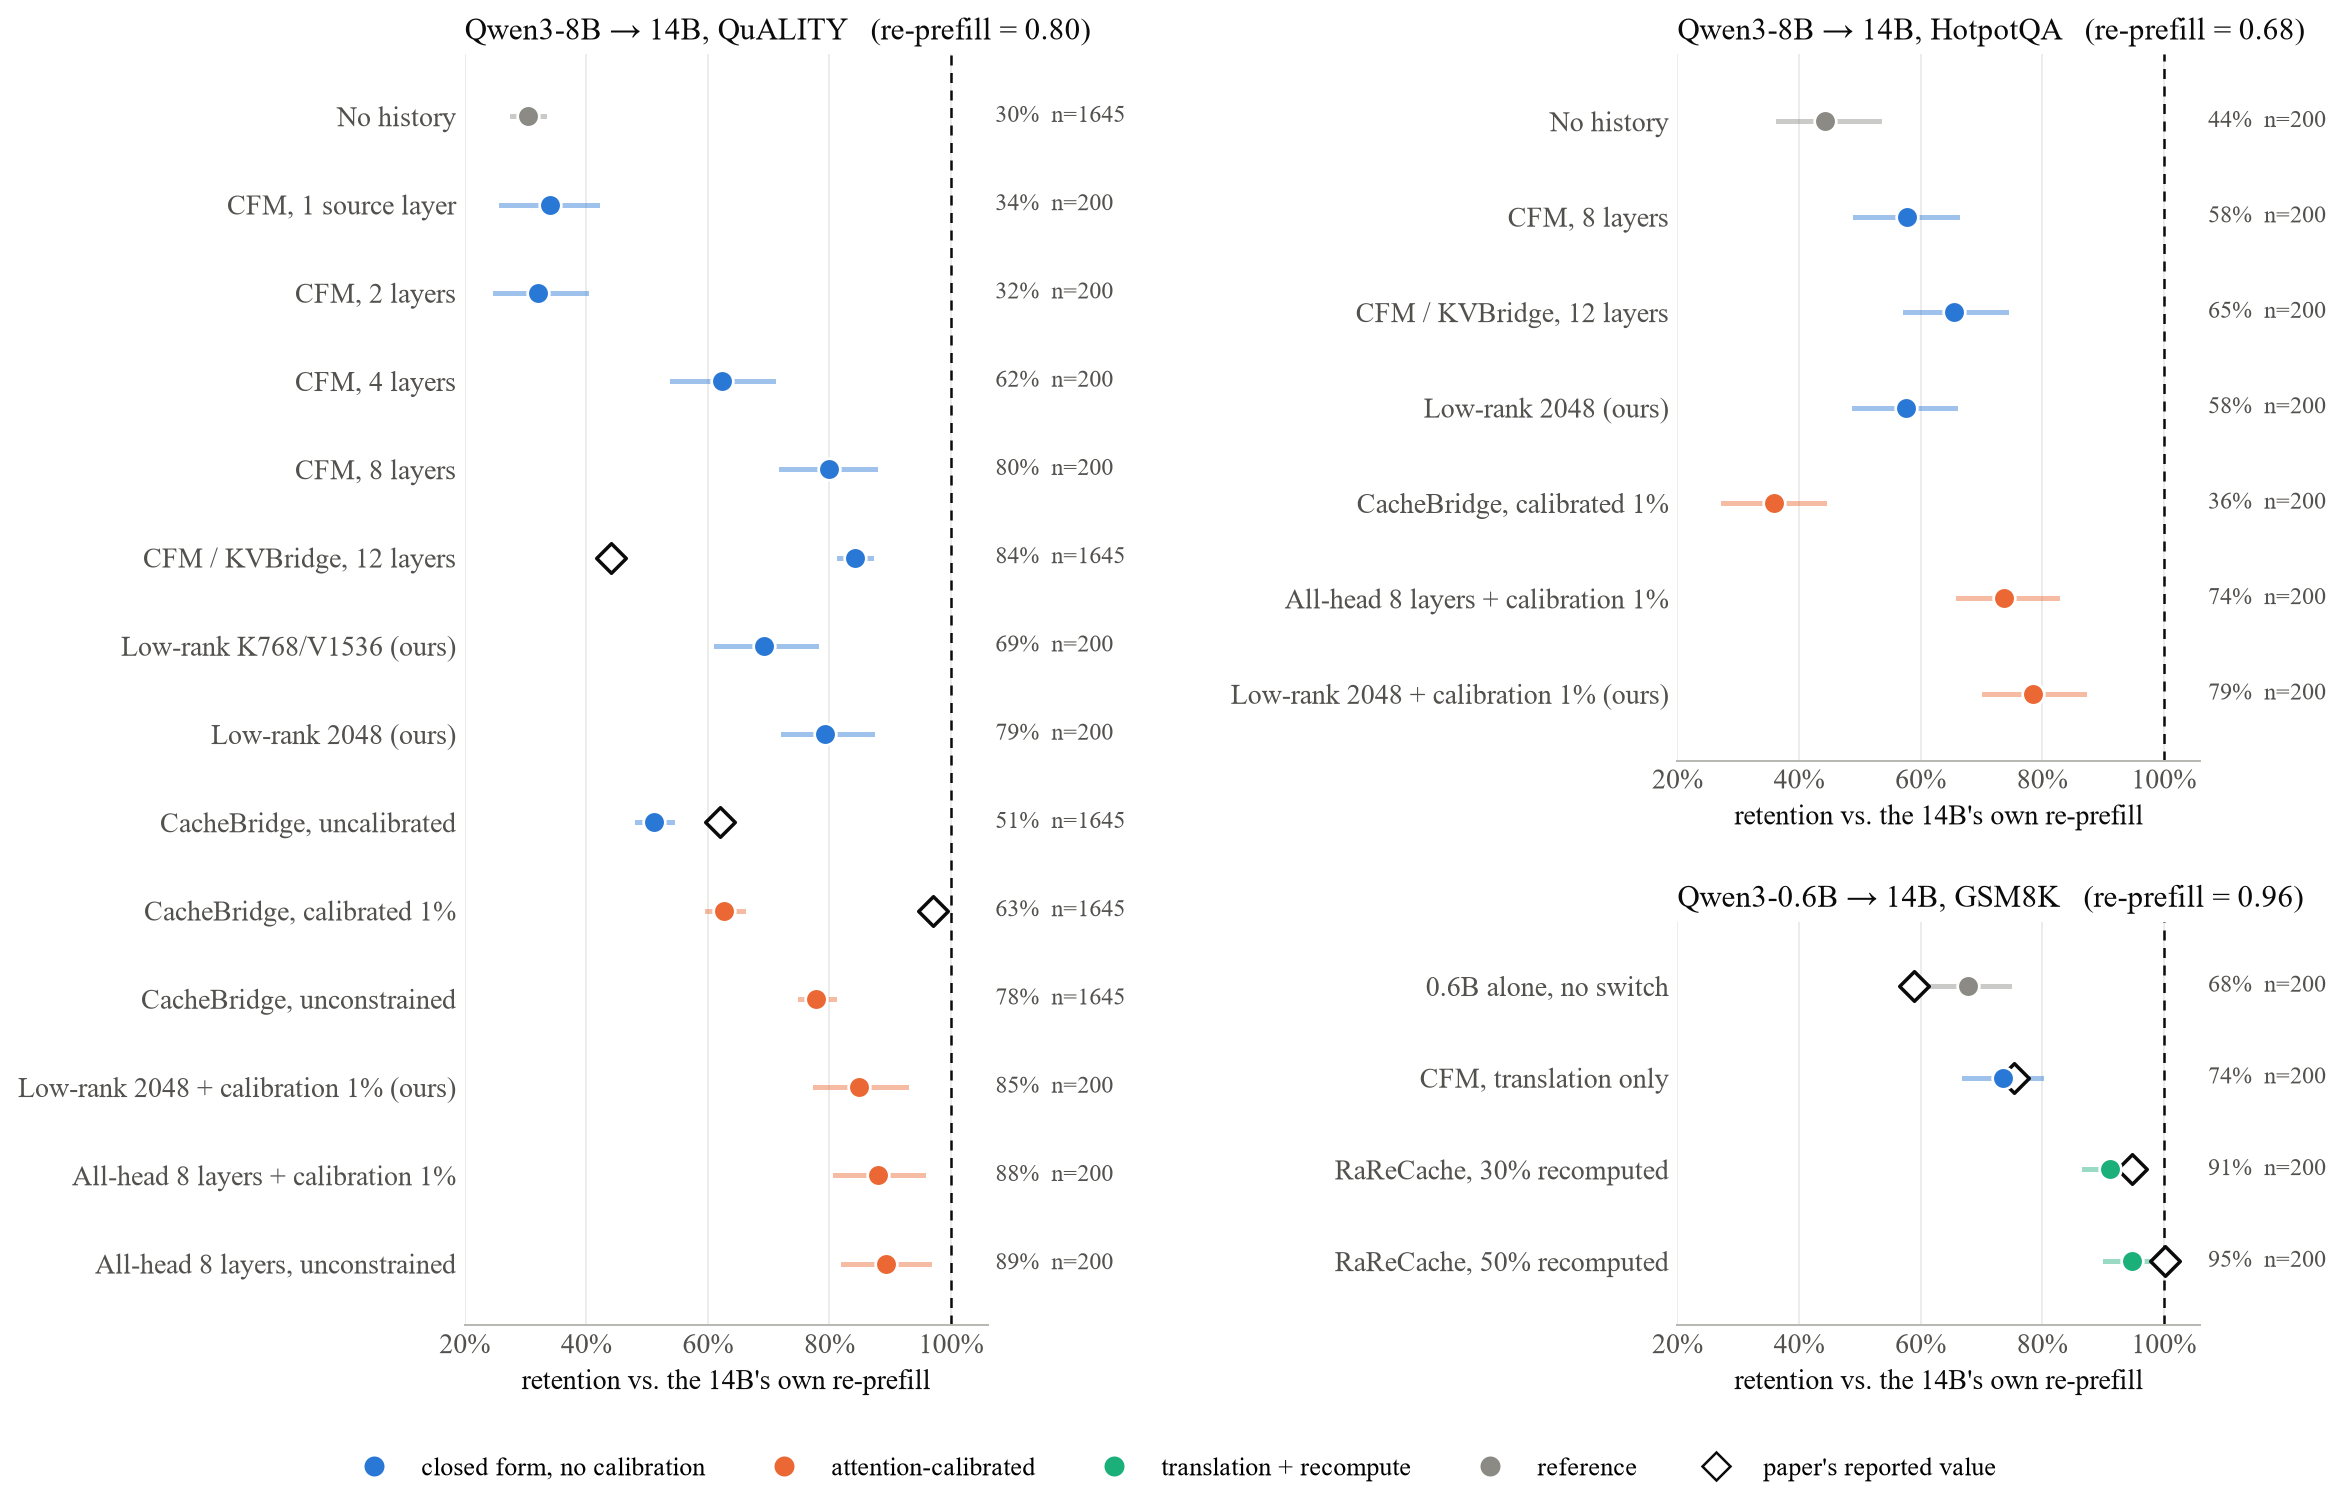 Qwen3-8B → 14B, QuALITY (re-prefill = 0.80)
No history 30% n=1645
CFM, 1 source layer 34% n=200
CFM, 2 layers 32% n=200
CFM, 4 layers 62% n=200
CFM, 8 layers 80% n=200
CFM / KVBridge, 12 layers 84% n=1645
Low-rank K768/V1536 (ours) 69% n=200
Low-rank 2048 (ours) 79% n=200
CacheBridge, uncalibrated 51% n=1645
CacheBridge, calibrated 1% 63% n=1645
CacheBridge, unconstrained 78% n=1645
Low-rank 2048 + calibration 1% (ours) 85% n=200
All-head 8 layers + calibration 1% 88% n=200
All-head 8 layers, unconstrained 89% n=200
20% 40% 60% 80% 100%
retention vs. the 14B's own re-prefill
Qwen3-8B → 14B, HotpotQA (re-prefill = 0.68)
No history 44% n=200
CFM, 8 layers 58% n=200
CFM / KVBridge, 12 layers 65% n=200
Low-rank 2048 (ours) 58% n=200
CacheBridge, calibrated 1% 36% n=200
All-head 8 layers + calibration 1% 74% n=200
Low-rank 2048 + calibration 1% (ours) 79% n=200
20% 40% 60% 80% 100%
retention vs. the 14B's own re-prefill
Qwen3-0.6B → 14B, GSM8K (re-prefill = 0.96)
0.6B alone, no switch 68% n=200
CFM, translation only 74% n=200
RaReCache, 30% recomputed 91% n=200
RaReCache, 50% recomputed 95% n=200
20% 40% 60% 80% 100%
retention vs. the 14B's own re-prefill
closed form, no calibration attention-calibrated translation + recompute reference paper's reported value